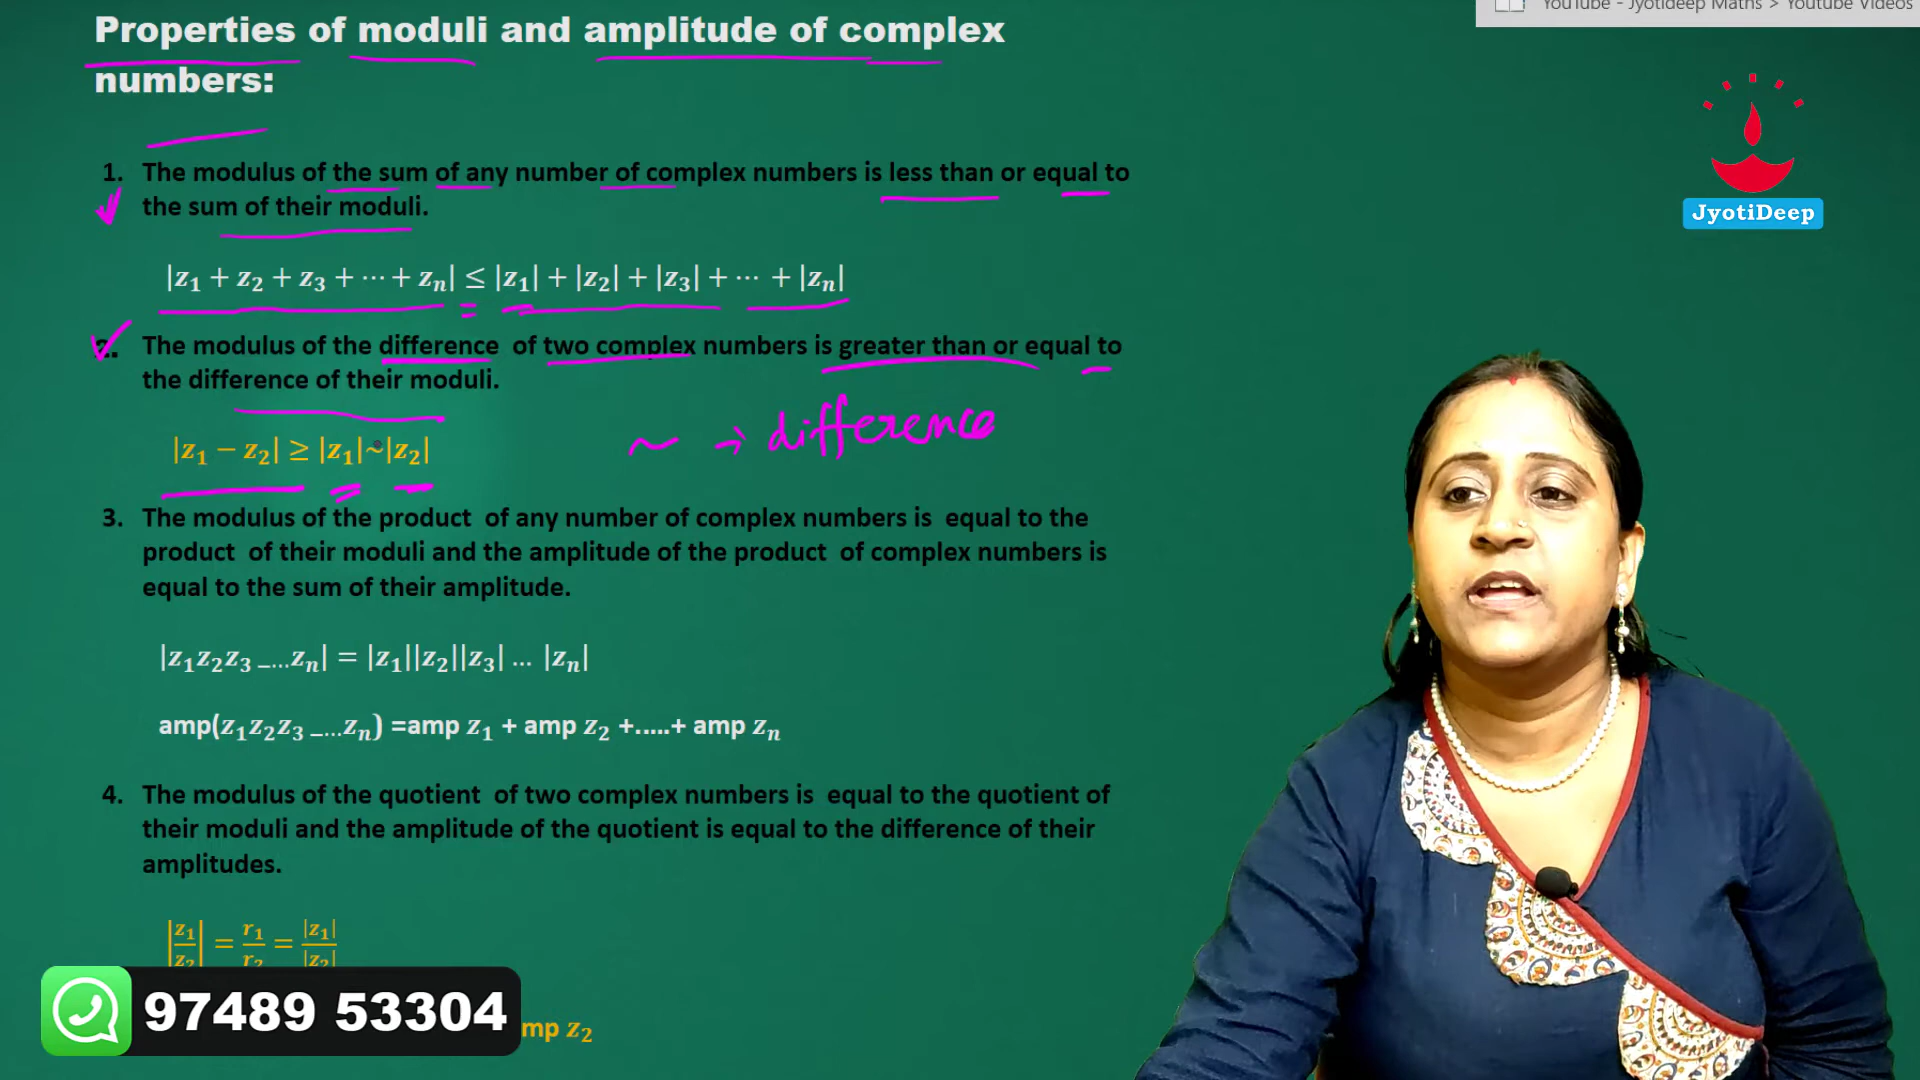 YouTube - Jyotideep Maths > Youtube Videos
Properties of moduli and amplitude of complex
numbers:
JyotiDeep
1. The modulus of the sum of any number of complex numbers is less than or equal to
the sum of their moduli.
|z₁ + z₂ + z₃ + ⋯ + zₙ| ≤ |z₁| + |z₂| + |z₃| + ⋯ + |zₙ|
2. The modulus of the difference of two complex numbers is greater than or equal to
the difference of their moduli.
~ → difference
|z₁ − z₂| ≥ |z₁|~|z₂|
3. The modulus of the product of any number of complex numbers is equal to the
product of their moduli and the amplitude of the product of complex numbers is
equal to the sum of their amplitude.
|z₁z₂z₃ _…zₙ| = |z₁||z₂||z₃| … |zₙ|
amp(z₁z₂z₃ _…zₙ) =amp z₁ + amp z₂ +.....+ amp zₙ
4. The modulus of the quotient of two complex numbers is equal to the quotient of
their moduli and the amplitude of the quotient is equal to the difference of their
amplitudes.
|z₁/z₂| = r₁/r₂ = |z₁|/|z₂|
97489 53304
mp z₂